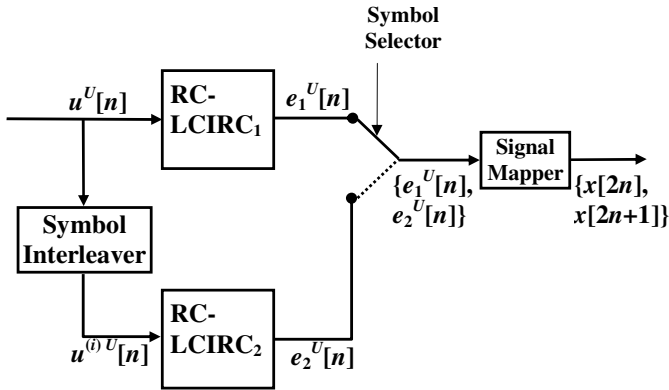 Symbol
Selector
u^U[n]
RC-
LCIRC₁
e₁^U[n]
Signal
Mapper
{e₁^U[n],
e₂^U[n]}
{x[2n],
x[2n+1]}
Symbol
Interleaver
u^(i) U[n]
RC-
LCIRC₂
e₂^U[n]